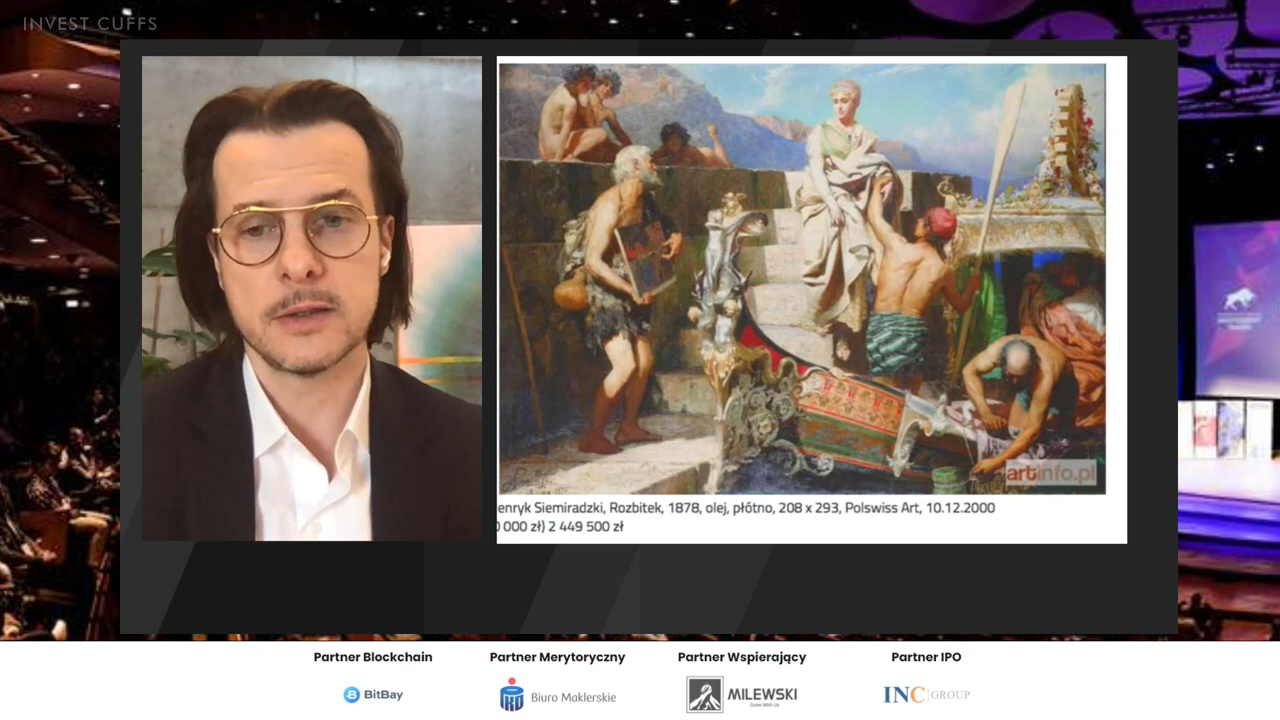 INVEST CUFFS
artinfo.pl
enryk Siemiradzki, Rozbitek, 1878, olej, płótno, 208 x 293, Polswiss Art, 10.12.2000
000 zł) 2 449 500 zł
Partner Blockchain
Partner Merytoryczny
Partner Wspierający
Partner IPO
BitBay
Biuro Maklerskie
MILEWSKI
INC GROUP